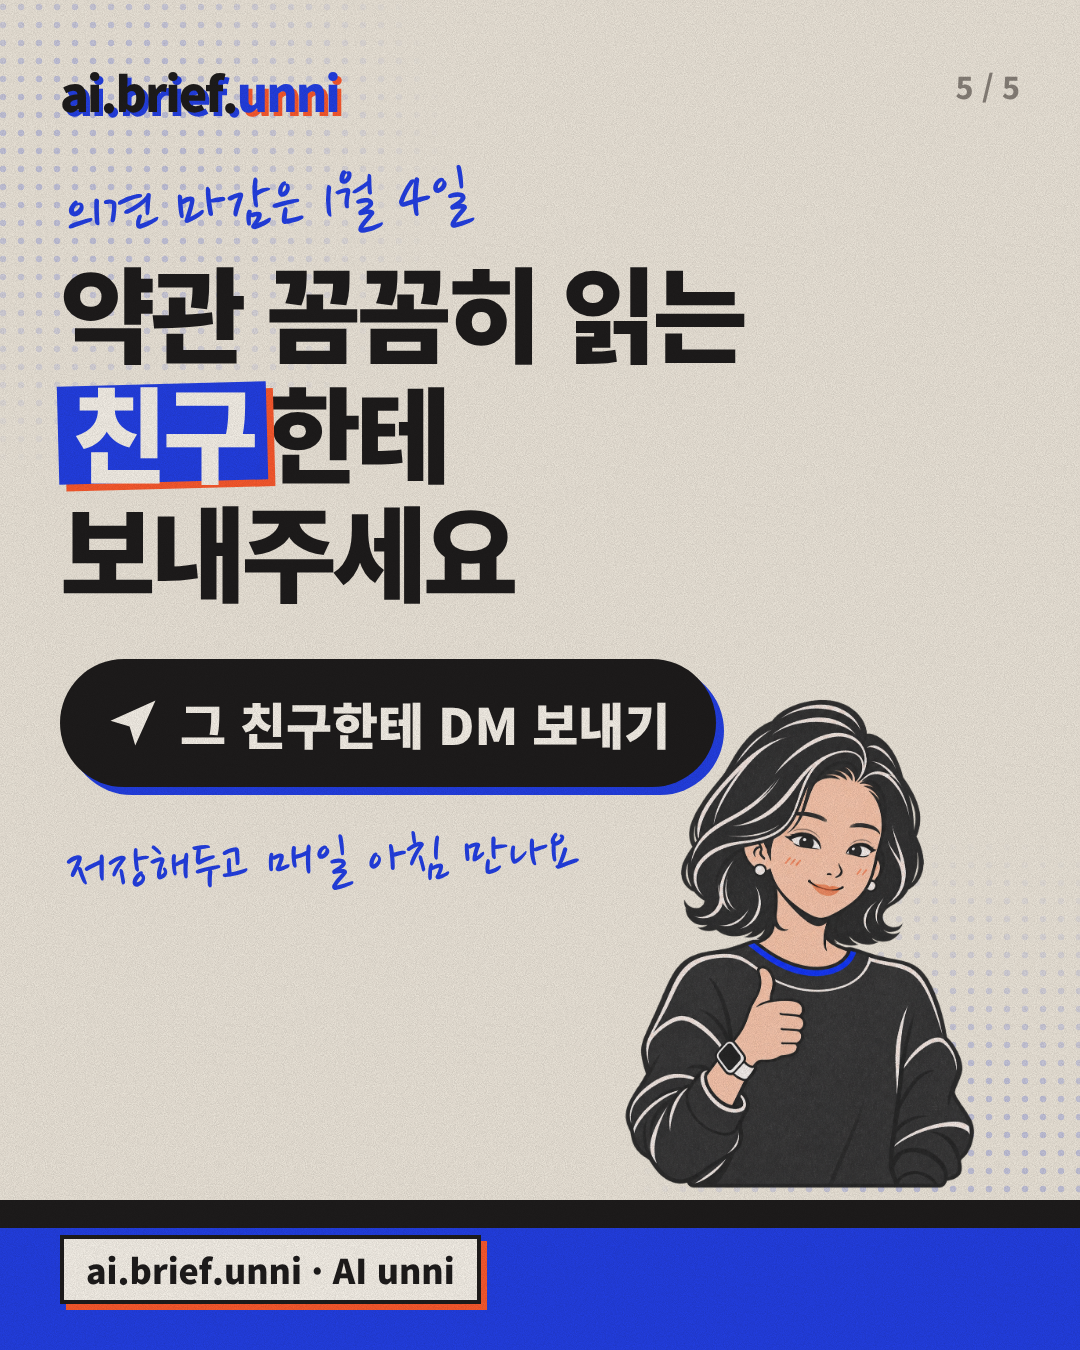 ai.brief.unni
5 / 5
의견 마감은 1월 4일
약관 꼼꼼히 읽는
친구한테
보내주세요
그 친구한테 DM 보내기
저장해두고 매일 아침 만나요
ai.brief.unni · AI unni